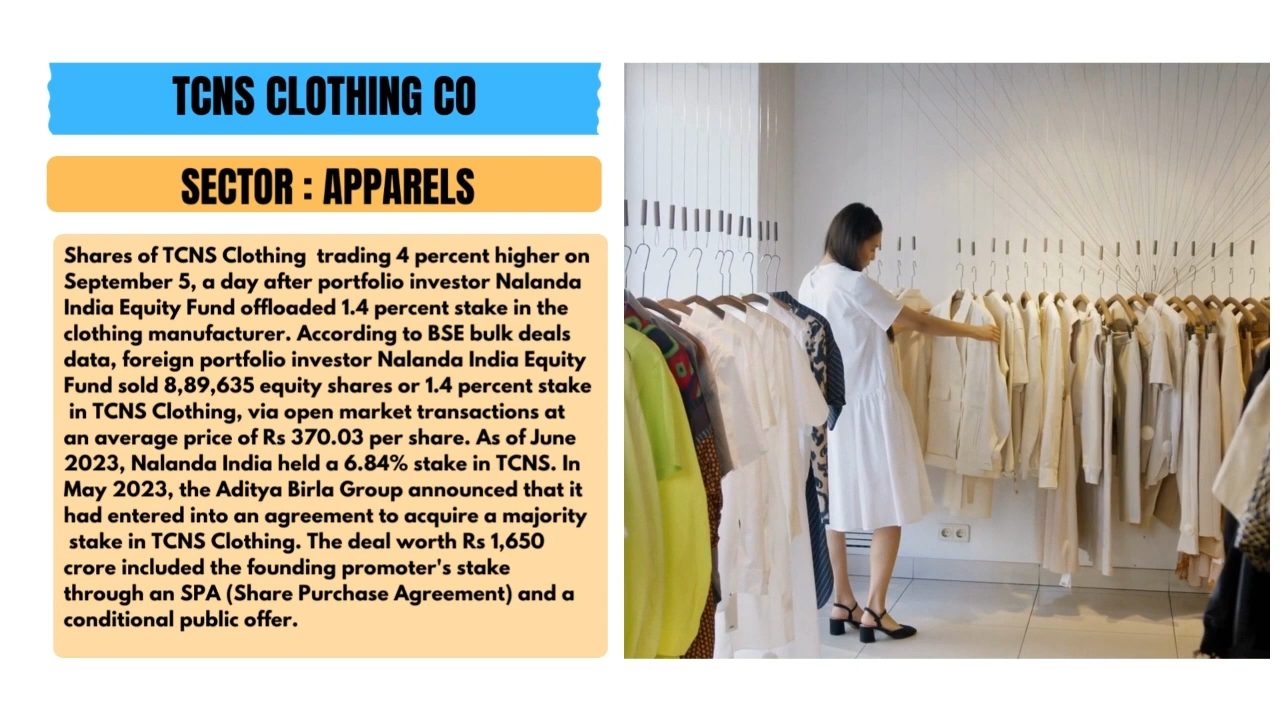 TCNS CLOTHING CO
SECTOR : APPARELS
Shares of TCNS Clothing  trading 4 percent higher on
September 5, a day after portfolio investor Nalanda
India Equity Fund offloaded 1.4 percent stake in the
clothing manufacturer. According to BSE bulk deals
data, foreign portfolio investor Nalanda India Equity
Fund sold 8,89,635 equity shares or 1.4 percent stake
in TCNS Clothing, via open market transactions at
an average price of Rs 370.03 per share. As of June
2023, Nalanda India held a 6.84% stake in TCNS. In
May 2023, the Aditya Birla Group announced that it
had entered into an agreement to acquire a majority
stake in TCNS Clothing. The deal worth Rs 1,650
crore included the founding promoter's stake
through an SPA (Share Purchase Agreement) and a
conditional public offer.